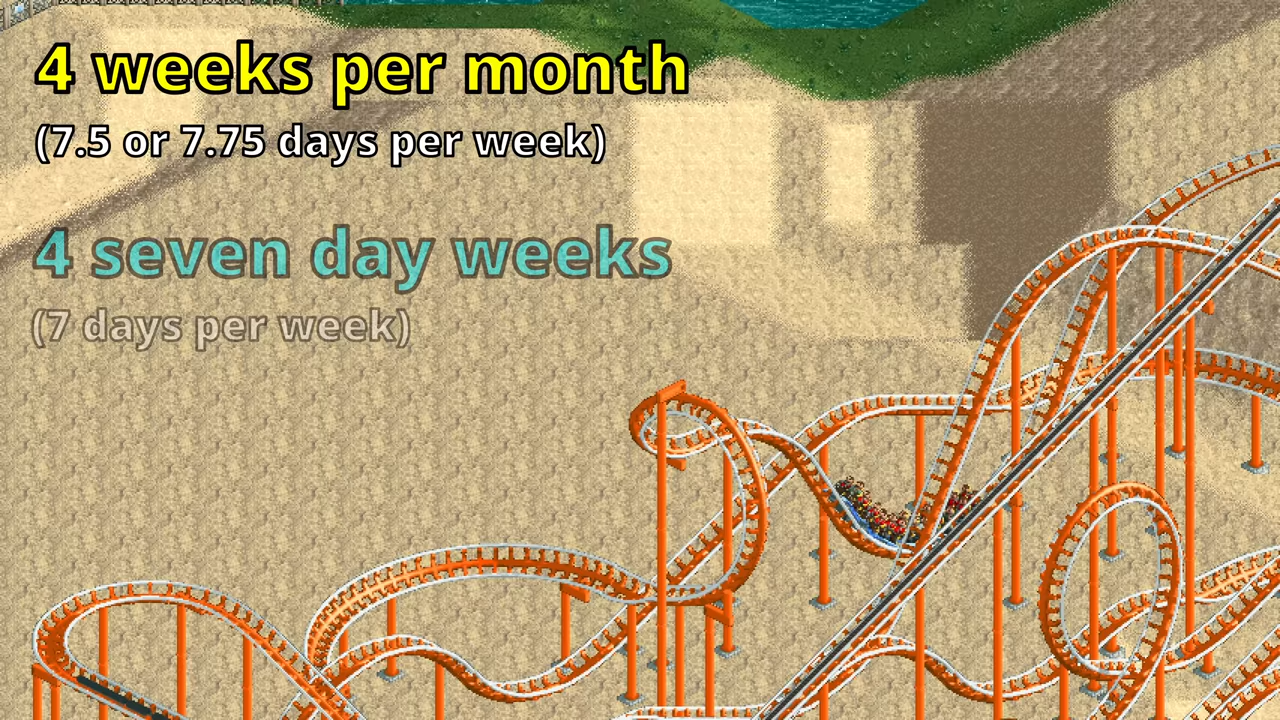 4 weeks per month
(7.5 or 7.75 days per week)
4 seven day weeks
(7 days per week)